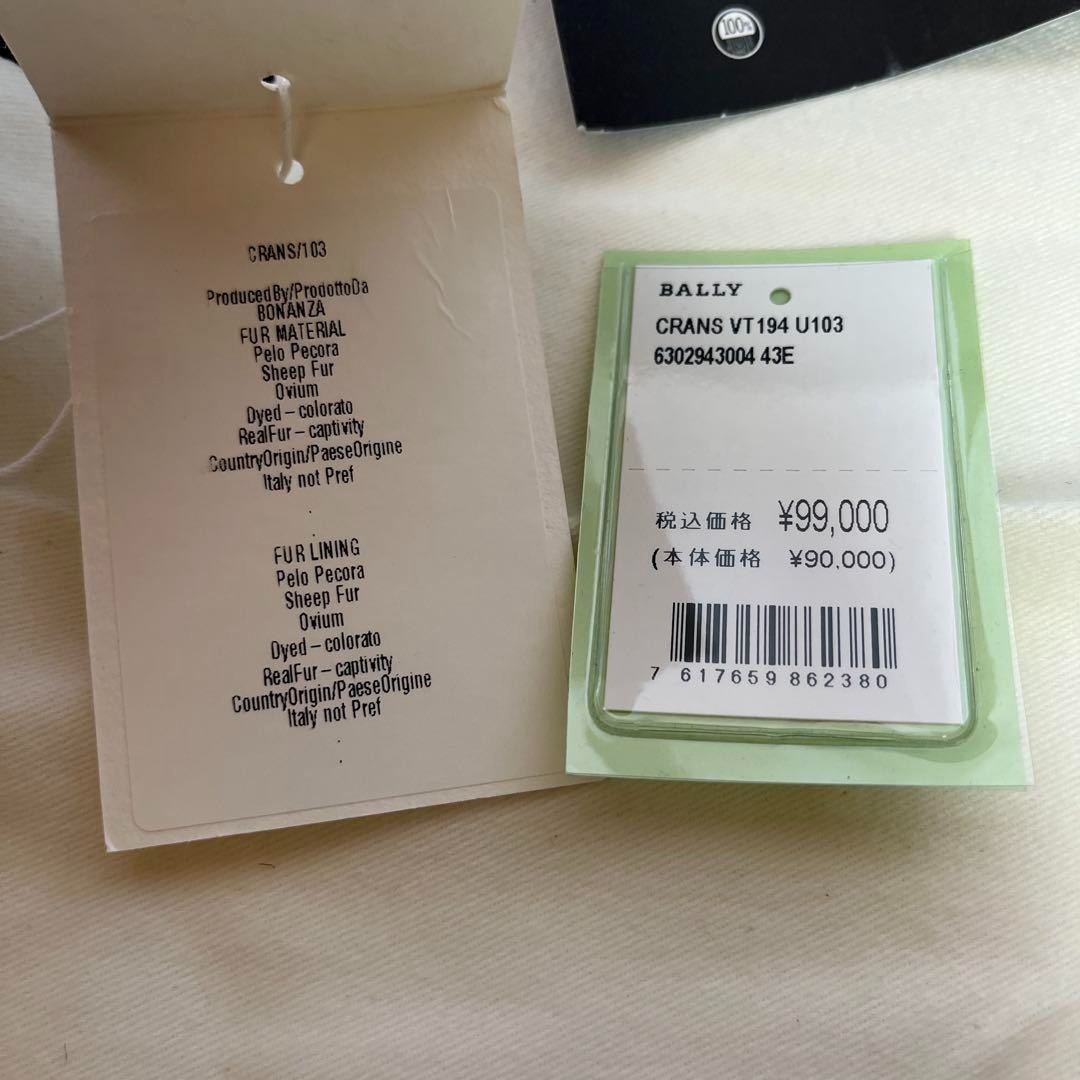 100%
CRANS/103
ProducedBy/ProdottoDa
BONANZA
FUR MATERIAL
Pelo Pecora
Sheep Fur
Ovium
Dyed – colorato
RealFur – captivity
CountryOrigin/PaeseOrigine
Italy not Pref
.
FUR LINING
Pelo Pecora
Sheep Fur
Ovium
Dyed – colorato
RealFur – captivity
CountryOrigin/PaeseOrigine
Italy not Pref
.
BALLY
CRANS VT194 U103
6302943004 43E
税込価格 ¥99,000
(本体価格 ¥90,000)
7 617659 862380